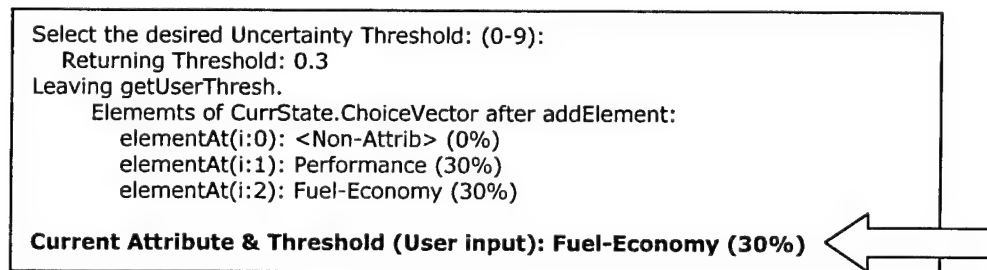 Select the desired Uncertainty Threshold: (0-9):
Returning Threshold: 0.3
Leaving getUserThresh.
Elememts of CurrState.ChoiceVector after addElement:
elementAt(i:0): <Non-Attrib> (0%)
elementAt(i:1): Performance (30%)
elementAt(i:2): Fuel-Economy (30%)
Current Attribute & Threshold (User input): Fuel-Economy (30%)